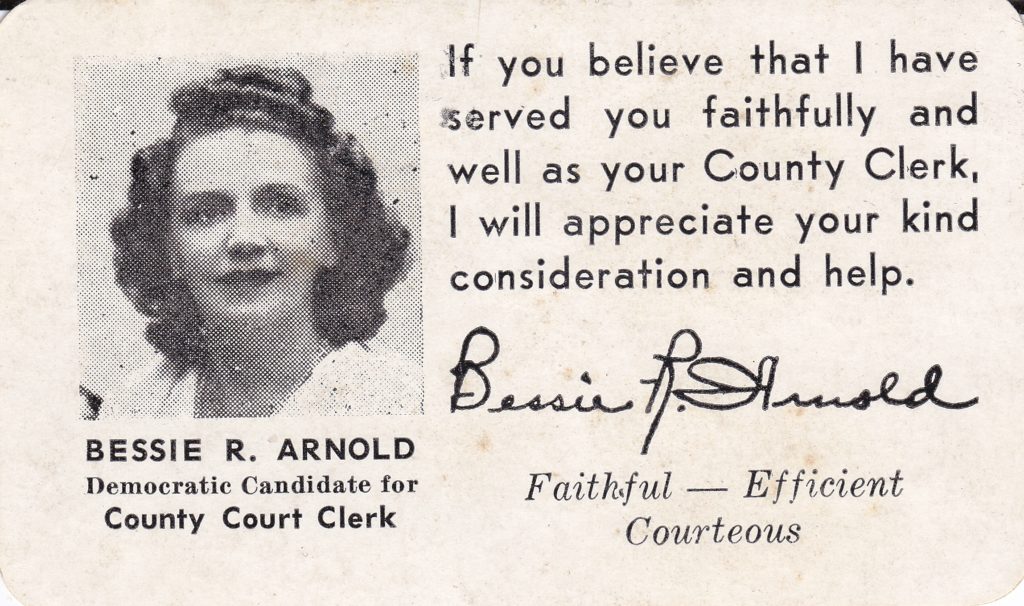 If you believe that I have
served you faithfully and
well as your County Clerk,
I will appreciate your kind
consideration and help.
Bessie R. Arnold
Faithful — Efficient
Courteous
BESSIE R. ARNOLD
Democratic Candidate for
County Court Clerk